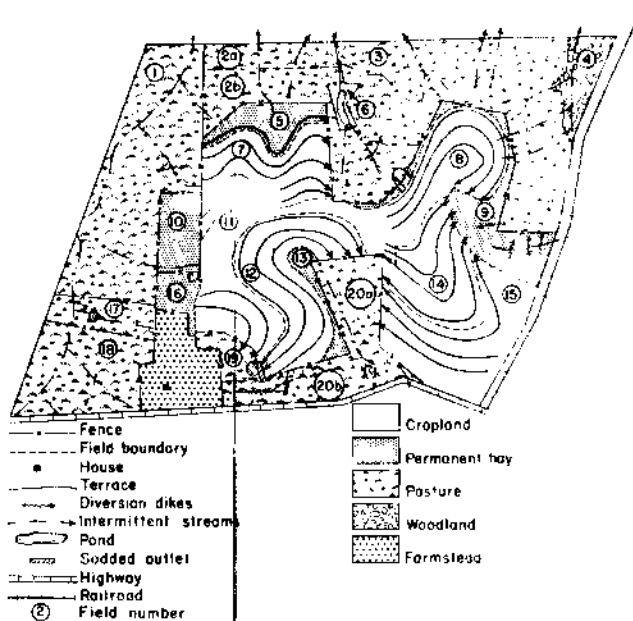 1
2a
3
4
2b
6
5
7
8
10
9
11
13
12
16
20a
14
15
17
18
19
20b
Fence
Field boundary
House
Terrace
Diversion dikes
Intermittent streams
Pond
Sodded outlet
Highway
Railroad
2 Field number
Cropland
Permanent hay
Pasture
Woodland
Farmstead